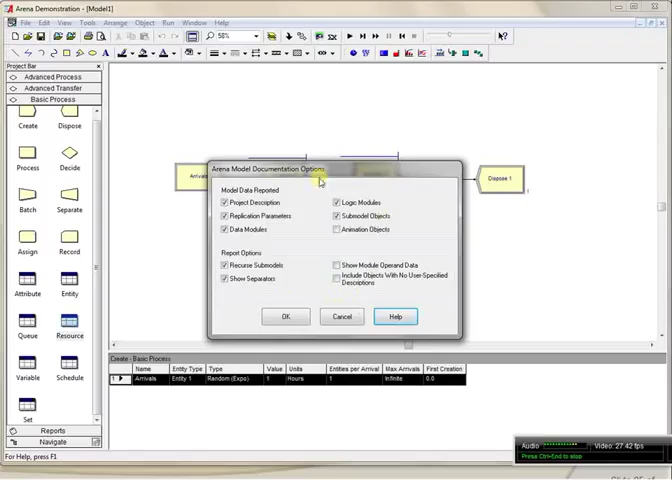 Arena Demonstration - [Model1]
File Edit View Tools Arrange Object Run Window Help
58%
Project Bar
Advanced Process
Advanced Transfer
Basic Process
Create Dispose
Process Decide
Batch Separate
Assign Record
Attribute Entity
Queue Resource
Variable Schedule
Set
Reports
Navigate
Arrivals
Dispose 1
Arena Model Documentation Options
Model Data Reported
Project Description Logic Modules
Replication Parameters Submodel Objects
Data Modules Animation Objects
Report Options
Recurse Submodels Show Module Operand Data
Show Separators Include Objects With No User-Specified
Descriptions
OK Cancel Help
Create - Basic Process
Name Entity Type Type Value Units Entities per Arrival Max Arrivals First Creation
1 Arrivals Entity 1 Random (Expo) 1 Hours 1 Infinite 0.0
For Help, press F1
Audio Video: 27:42 fps
Press Ctrl-End to stop